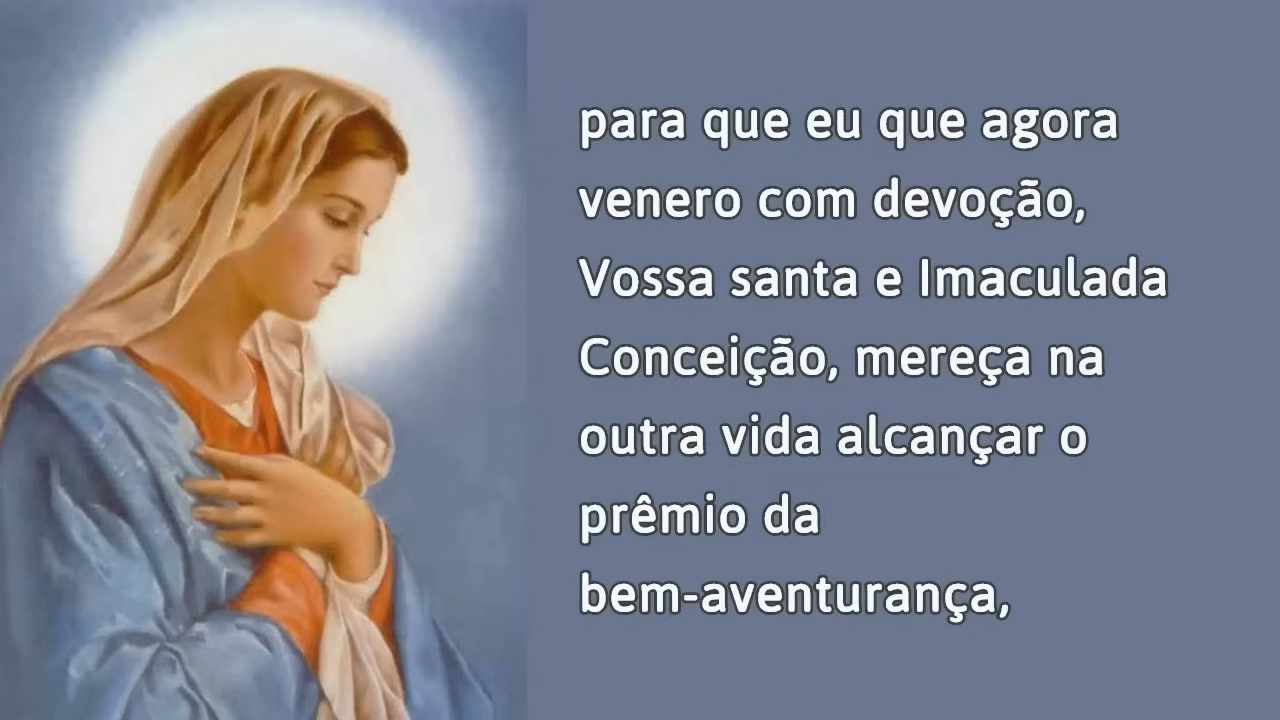 para que eu que agora
venero com devoção,
Vossa santa e Imaculada
Conceição, mereça na
outra vida alcançar o
prêmio da
bem-aventurança,